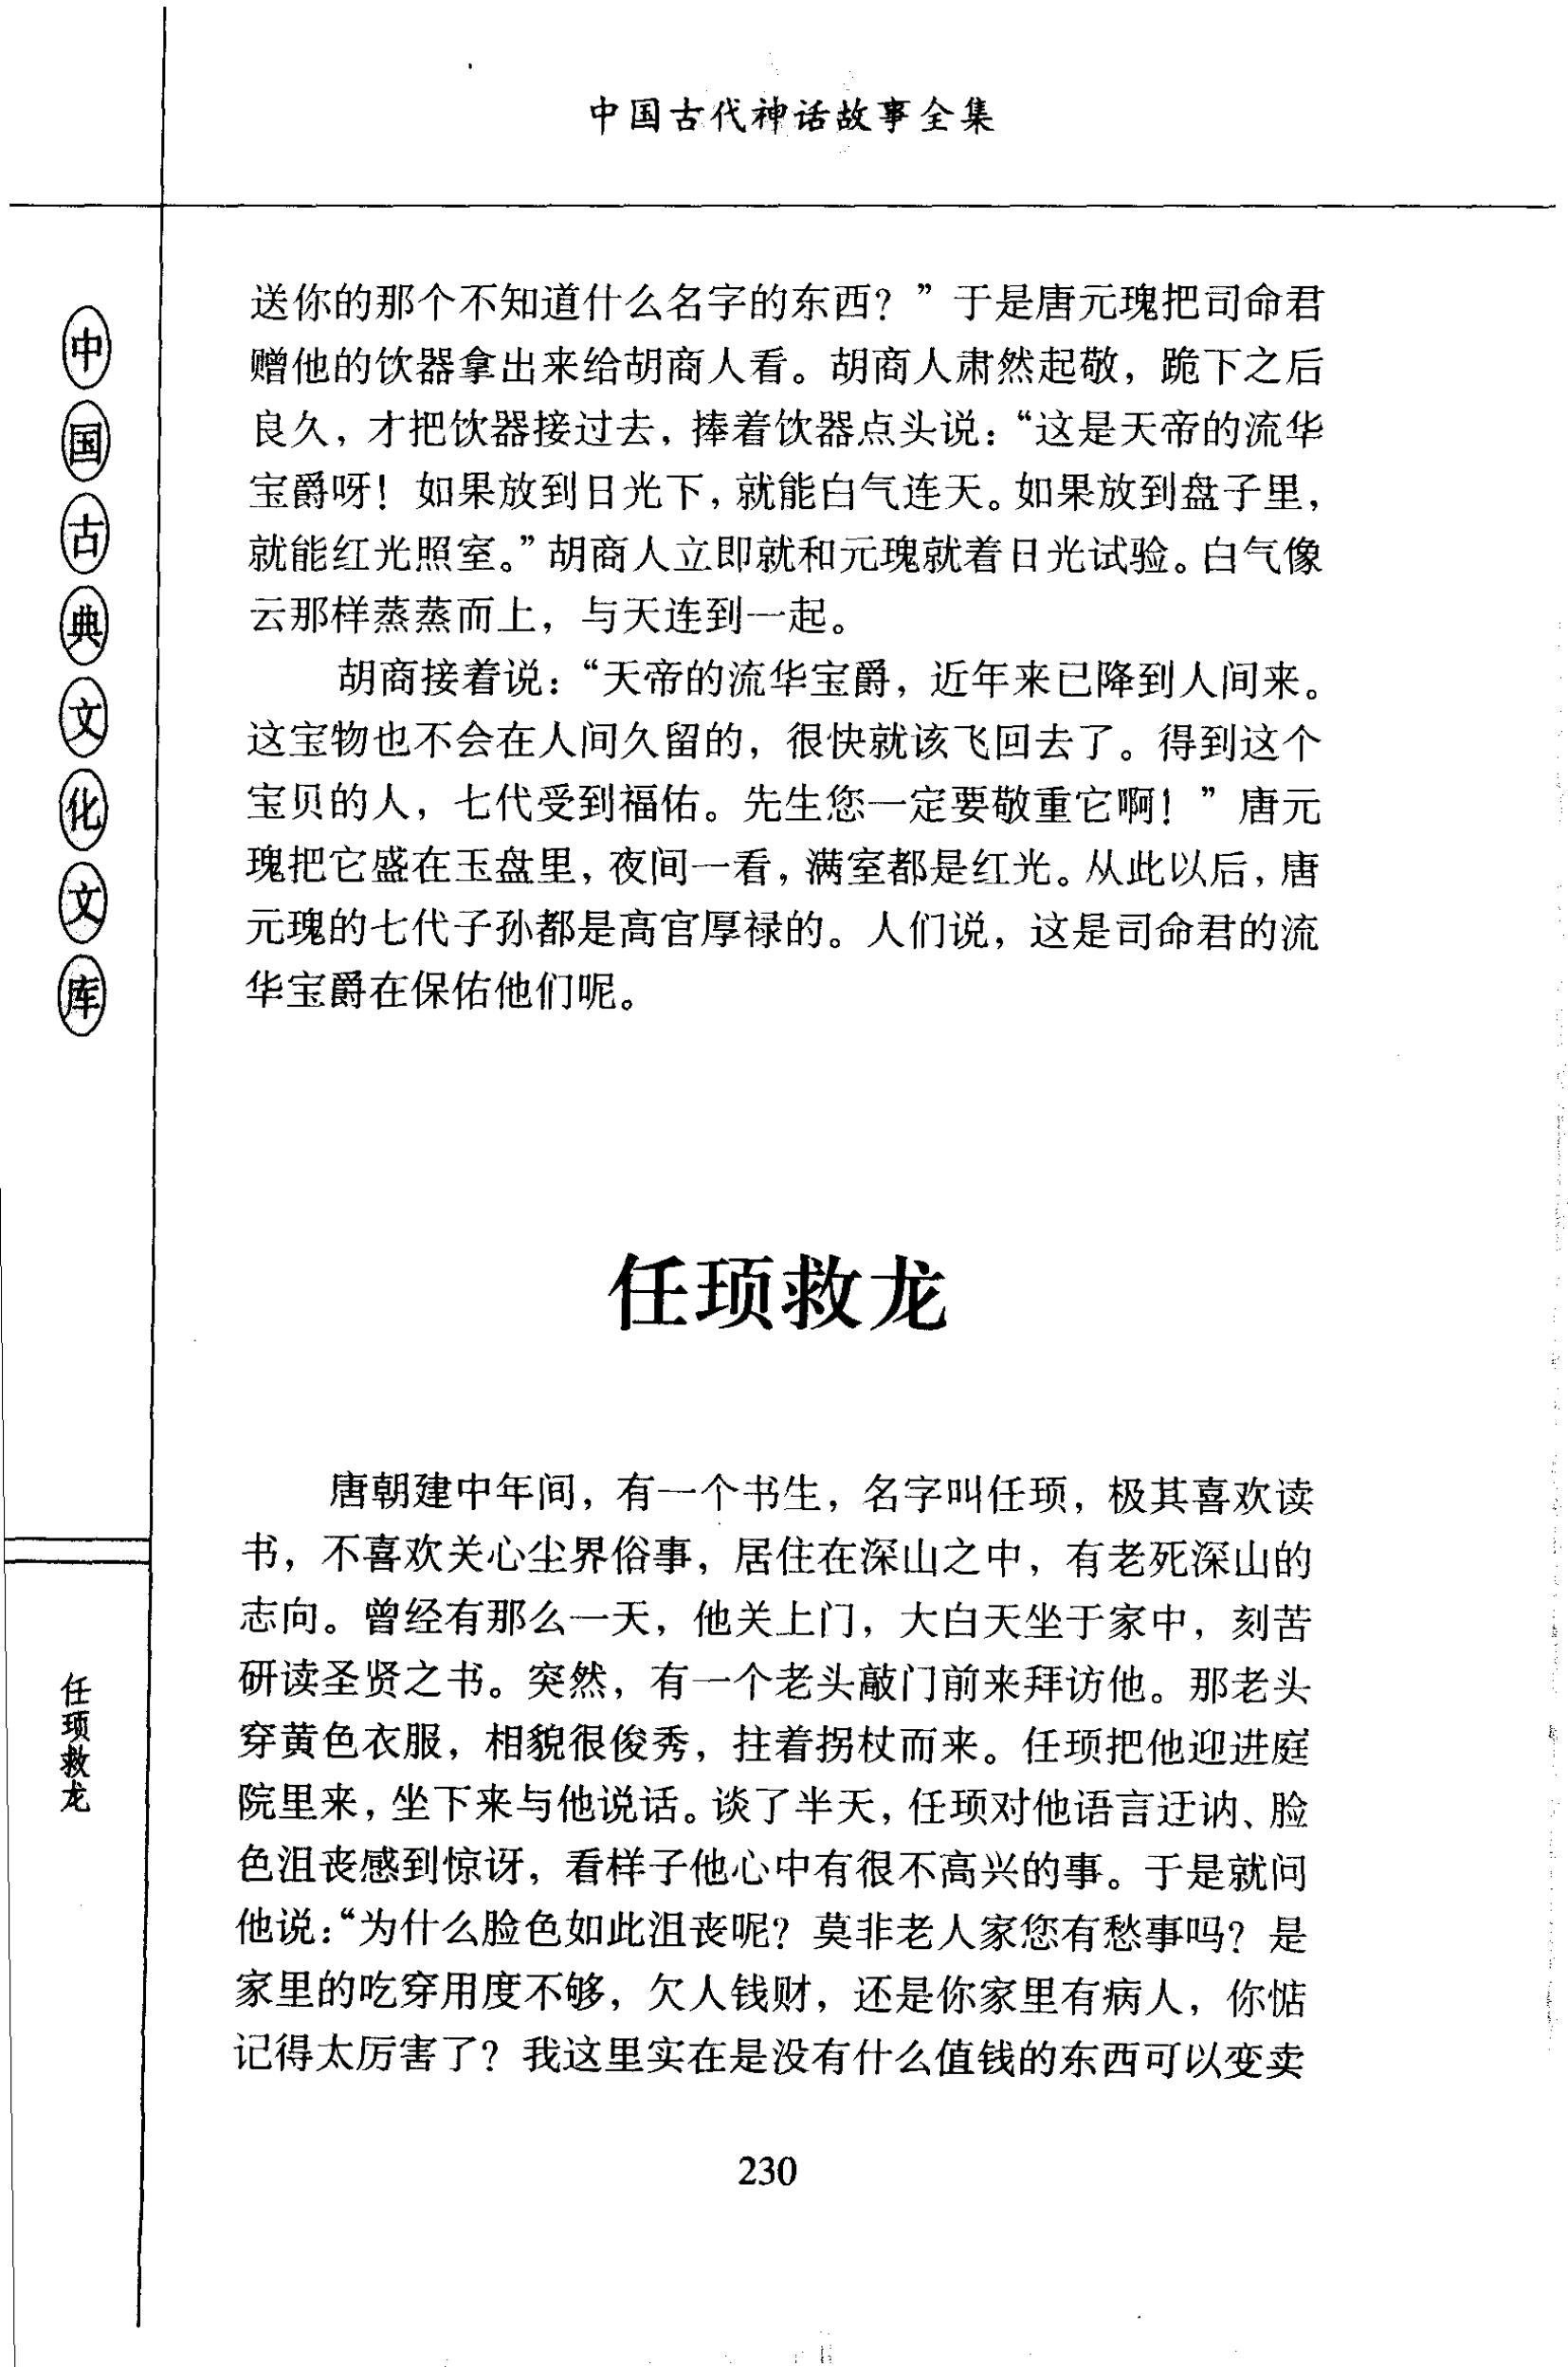 中国古代神话故事全集
中国古典文化文库
任顼救龙
送你的那个不知道什么名字的东西？”于是唐元瑰把司命君
赠他的饮器拿出来给胡商人看。胡商人肃然起敬，跪下之后
良久，才把饮器接过去，捧着饮器点头说：“这是天帝的流华
宝爵呀！如果放到日光下，就能白气连天。如果放到盘子里，
就能红光照室。”胡商人立即就和元瑰就着日光试验。白气像
云那样蒸蒸而上，与天连到一起。
胡商接着说：“天帝的流华宝爵，近年来已降到人间来。
这宝物也不会在人间久留的，很快就该飞回去了。得到这个
宝贝的人，七代受到福佑。先生您一定要敬重它啊！”唐元
瑰把它盛在玉盘里，夜间一看，满室都是红光。从此以后，唐
元瑰的七代子孙都是高官厚禄的。人们说，这是司命君的流
华宝爵在保佑他们呢。
任顼救龙
唐朝建中年间，有一个书生，名字叫任顼，极其喜欢读
书，不喜欢关心尘界俗事，居住在深山之中，有老死深山的
志向。曾经有那么一天，他关上门，大白天坐于家中，刻苦
研读圣贤之书。突然，有一个老头敲门前来拜访他。那老头
穿黄色衣服，相貌很俊秀，拄着拐杖而来。任顼把他迎进庭
院里来，坐下来与他说话。谈了半天，任顼对他语言迂讷、脸
色沮丧感到惊讶，看样子他心中有很不高兴的事。于是就问
他说：“为什么脸色如此沮丧呢？莫非老人家您有愁事吗？是
家里的吃穿用度不够，欠人钱财，还是你家里有病人，你惦
记得太厉害了？我这里实在是没有什么值钱的东西可以变卖
230